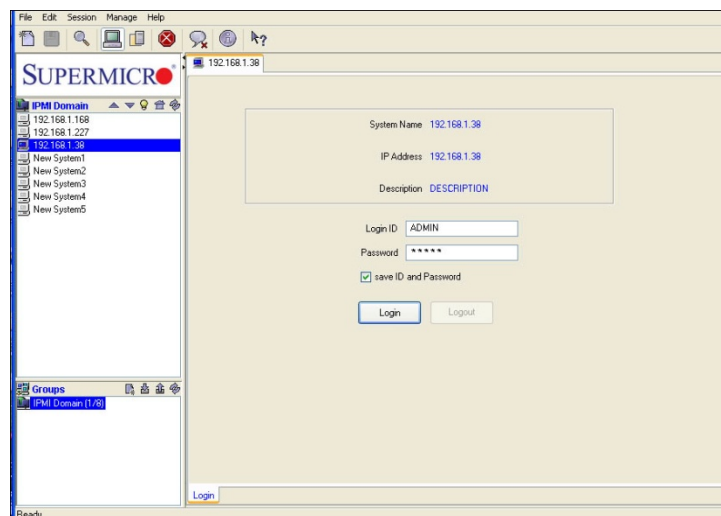 File Edit Session Manage Help
192.168.1.38
SUPERMICRO
IPMI Domain
192.168.1.168
192.168.1.227
192.168.1.38
New System1
New System2
New System3
New System4
New System5
System Name 192.168.1.38
IP Address 192.168.1.38
Description DESCRIPTION
Login ID ADMIN
Password *****
save ID and Password
Login Logout
Groups
IPMI Domain (1/8)
Login
Ready